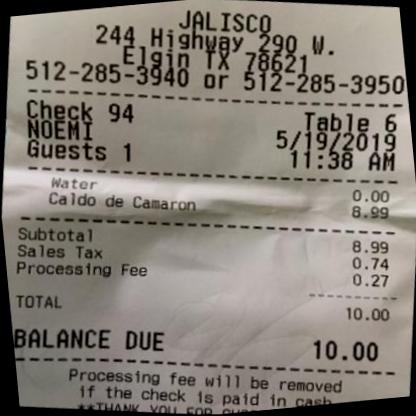 JALISCO
244 Highway 290 W.
Elgin TX 78621
512-285-3940 or 512-285-3950
Check 94 Table 6
NOEMI 5/19/2019
Guests 1 11:38 AM
Water 0.00
Caldo de Camaron 8.99
Subtotal 8.99
Sales Tax 0.74
Processing Fee 0.27
TOTAL 10.00
BALANCE DUE 10.00
Processing fee will be removed
if the check is paid in cash
**THANK YOU FOR